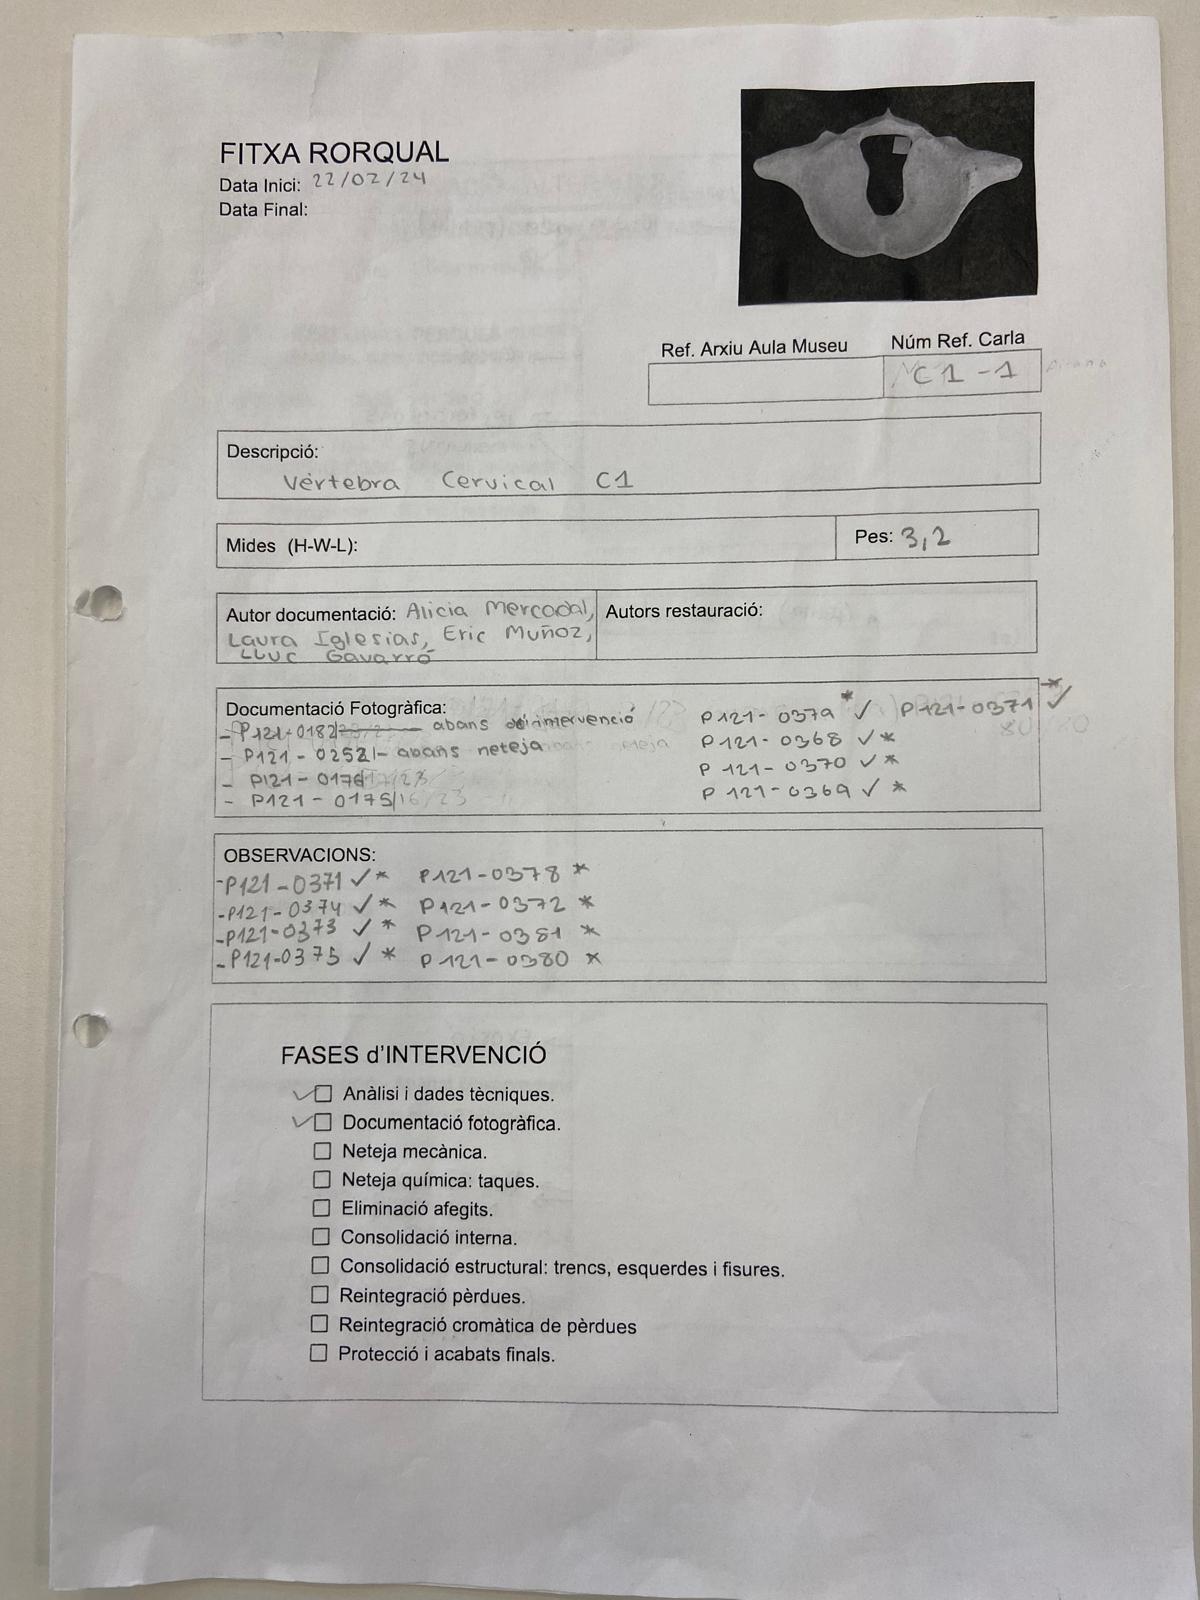 FITXA RORQUAL
Data Inici: 22/02/24
Data Final:
Ref. Arxiu Aula Museu Núm Ref. Carla
C1-1
Descripció:
Vèrtebra Cervical C1
Mides (H-W-L): Pes: 3,2
Autor documentació: Alicia Mercadal, Autors restauració:
Laura Iglesias, Eric Muñoz,
LLUC Gavarró
Documentació Fotogràfica:
- P121-0182 abans d'intervenció P121-0379 * ✓ P121-0371 * ✓
- P121-0252 - abans neteja P121-0368 ✓ *
- P121-0176 P121-0370 ✓ *
- P121-0175 P121-0369 ✓ *
OBSERVACIONS:
-P121-0371 ✓ * P121-0378 *
-P121-0374 ✓ * P121-0372 *
-P121-0373 ✓ * P121-0381 *
-P121-0375 ✓ * P121-0380 *
FASES d'INTERVENCIÓ
✓ ☐ Anàlisi i dades tècniques.
✓ ☐ Documentació fotogràfica.
☐ Neteja mecànica.
☐ Neteja química: taques.
☐ Eliminació afegits.
☐ Consolidació interna.
☐ Consolidació estructural: trencs, esquerdes i fisures.
☐ Reintegració pèrdues.
☐ Reintegració cromàtica de pèrdues
☐ Protecció i acabats finals.